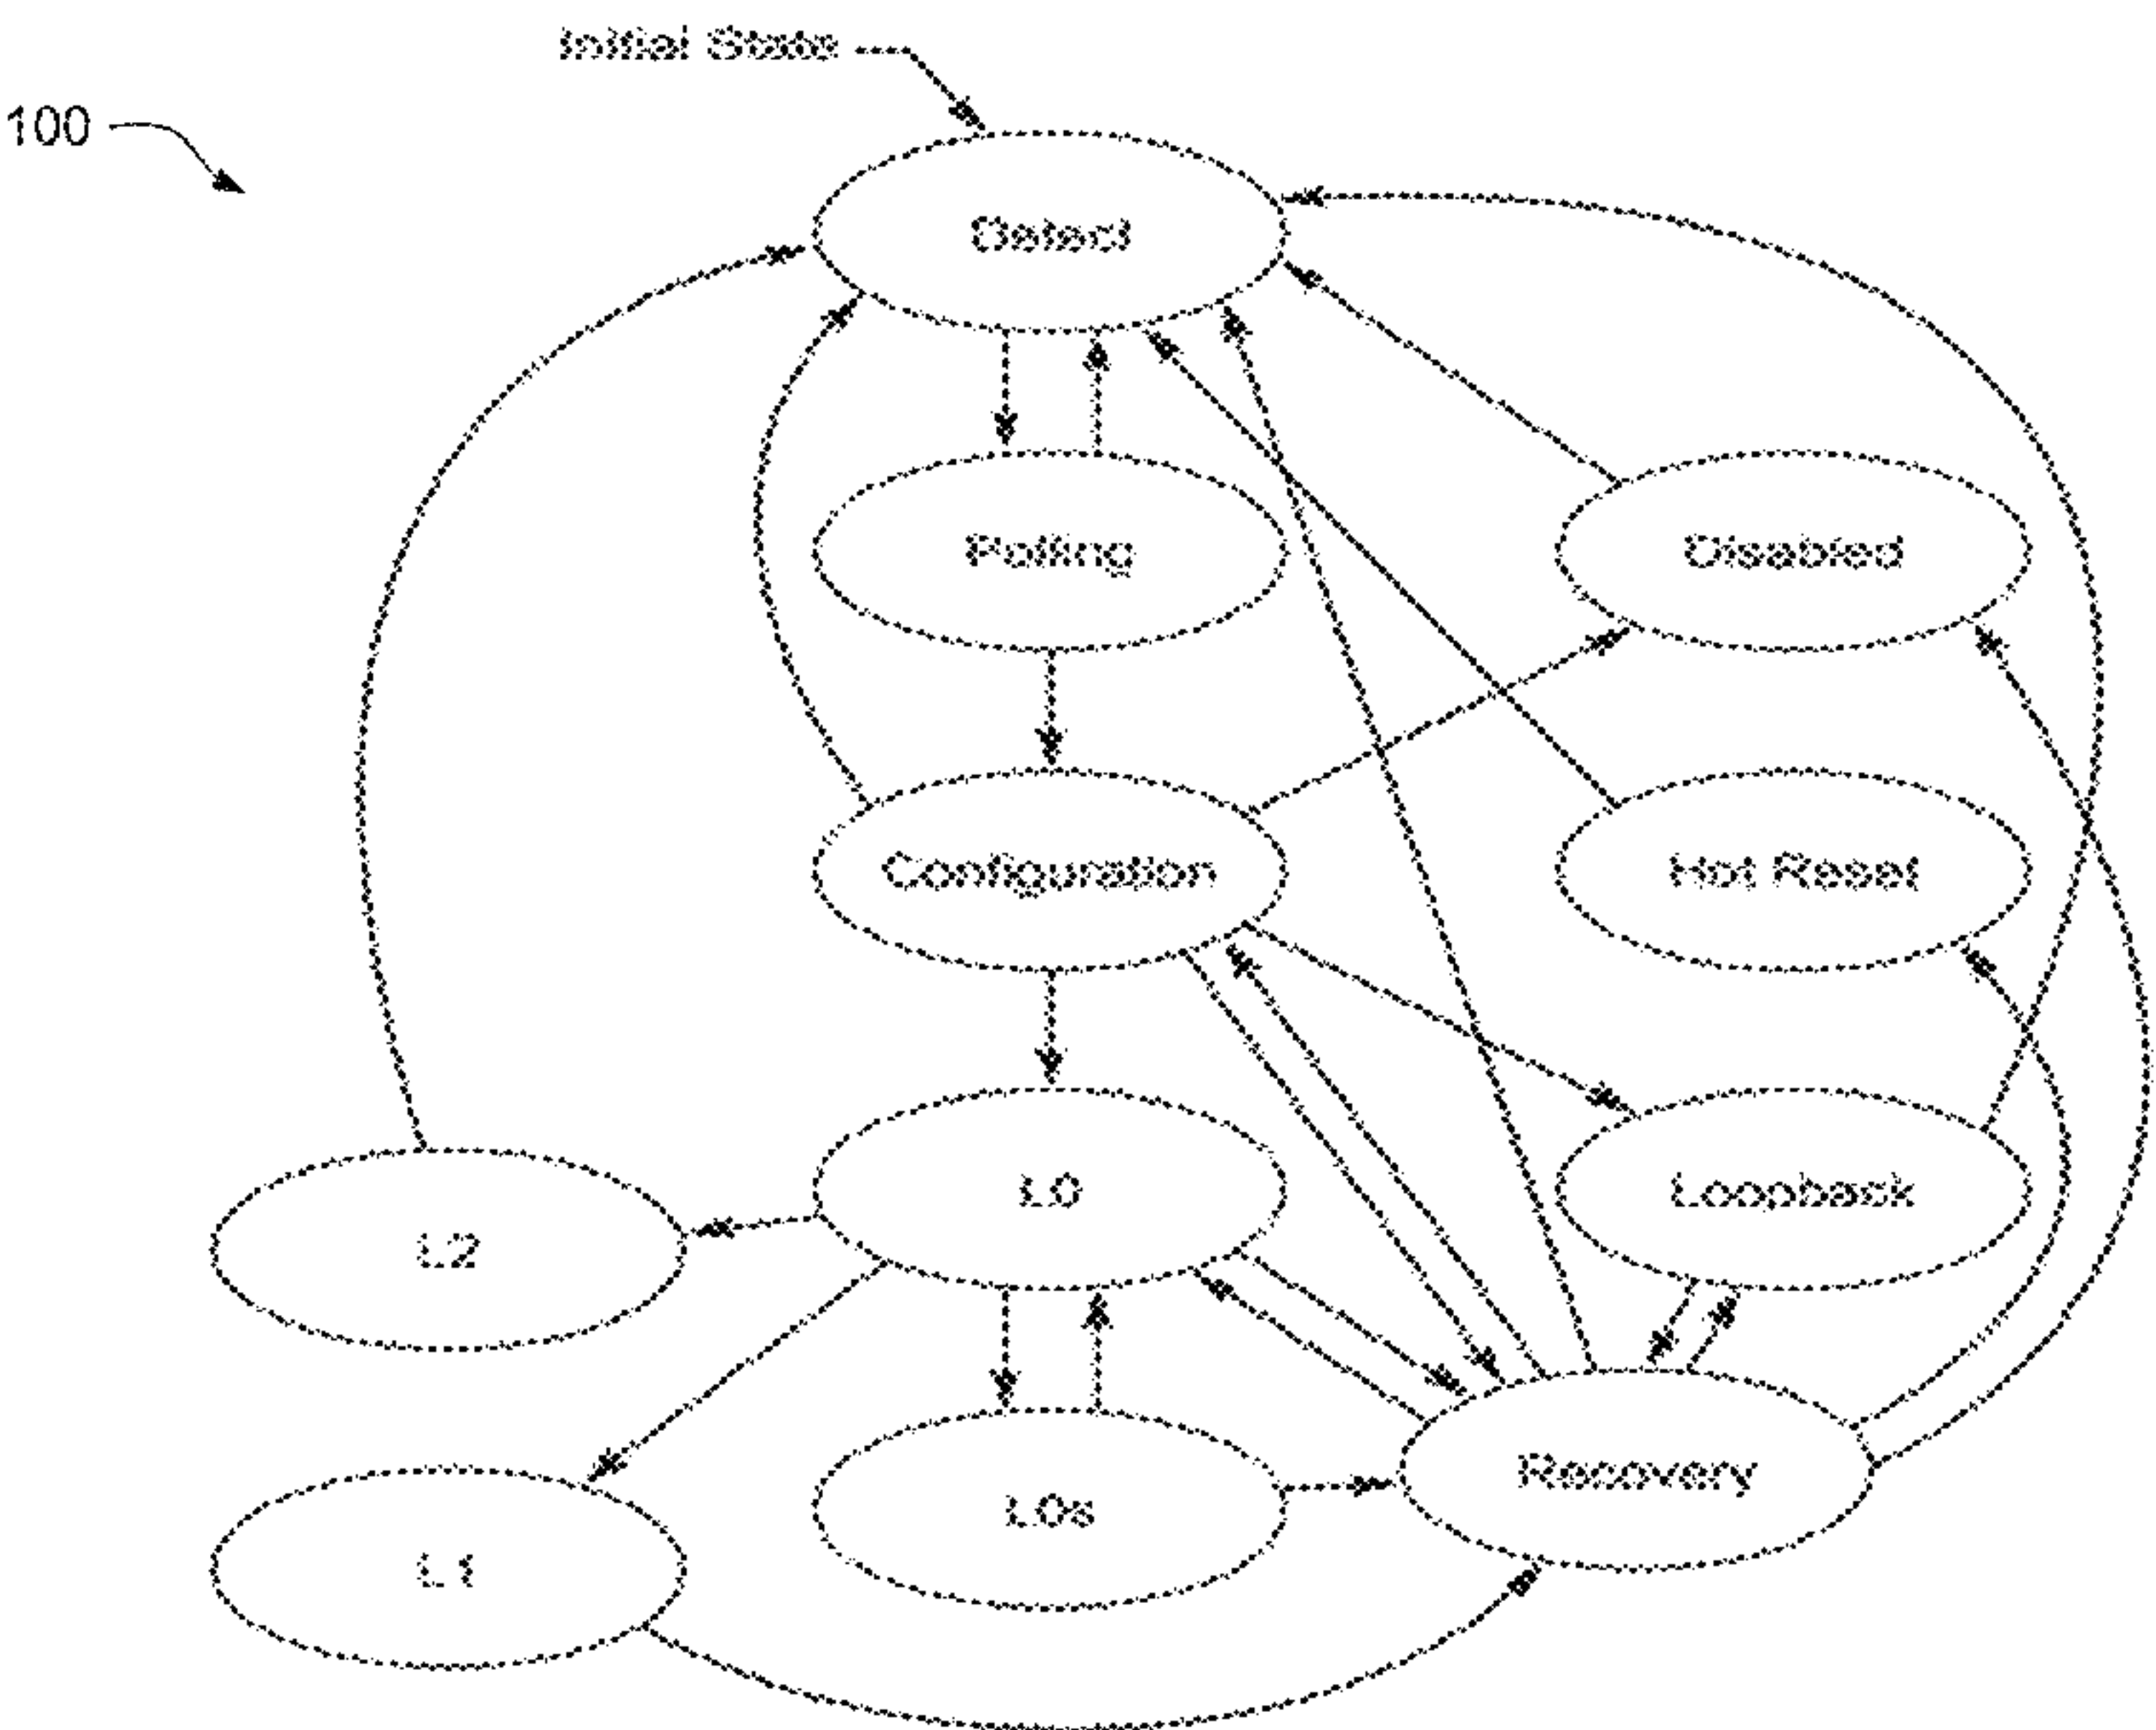 Initial State
100
Detect
Polling
Disabled
Configuration
Hot Reset
L0
Loopback
L2
Recovery
L0s
L1